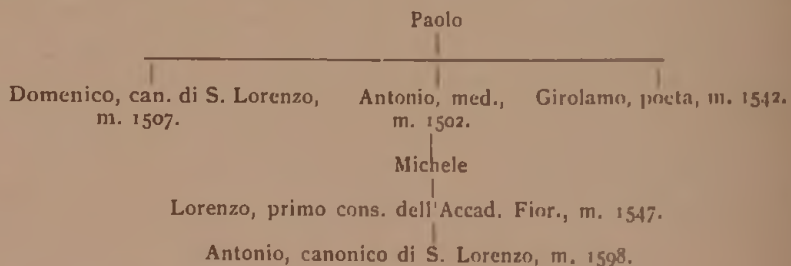 Paolo
Domenico, can. di S. Lorenzo, Antonio, med., Girolamo, poeta, m. 1542.
m. 1507. m. 1502.
Michele
Lorenzo, primo cons. dell'Accad. Fior., m. 1547.
Antonio, canonico di S. Lorenzo, m. 1598.